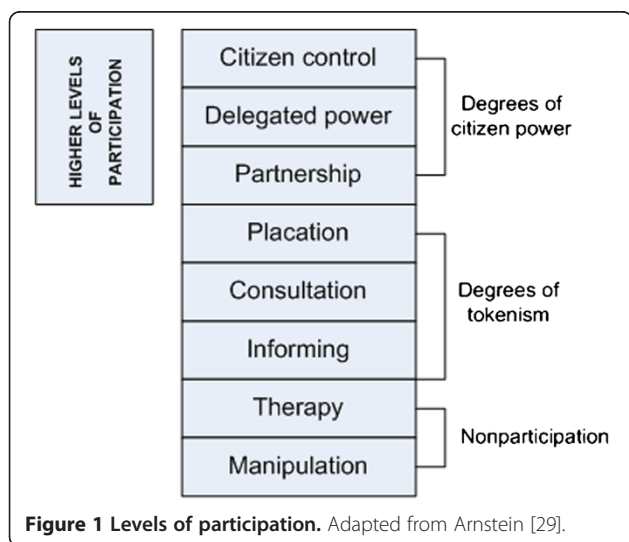 HIGHER LEVELS
OF
PARTICIPATION
Citizen control
Delegated power
Partnership
Placation
Consultation
Informing
Therapy
Manipulation
Degrees of
citizen power
Degrees of
tokenism
Nonparticipation
Figure 1 Levels of participation. Adapted from Arnstein [29].